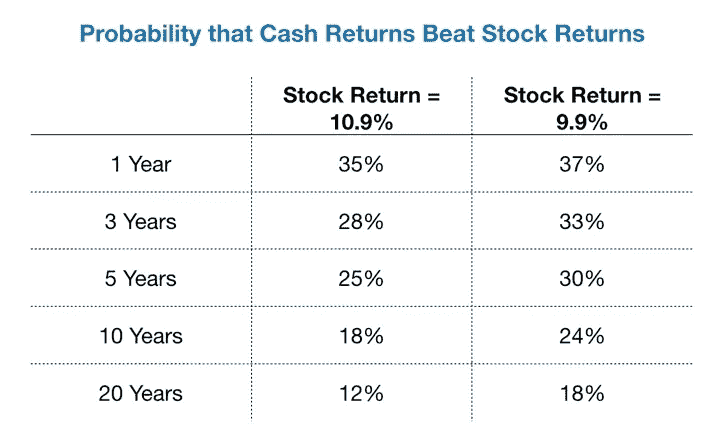 Probability that Cash Returns Beat Stock Returns
Stock Return = Stock Return =
10.9% 9.9%
1 Year 35% 37%
3 Years 28% 33%
5 Years 25% 30%
10 Years 18% 24%
20 Years 12% 18%